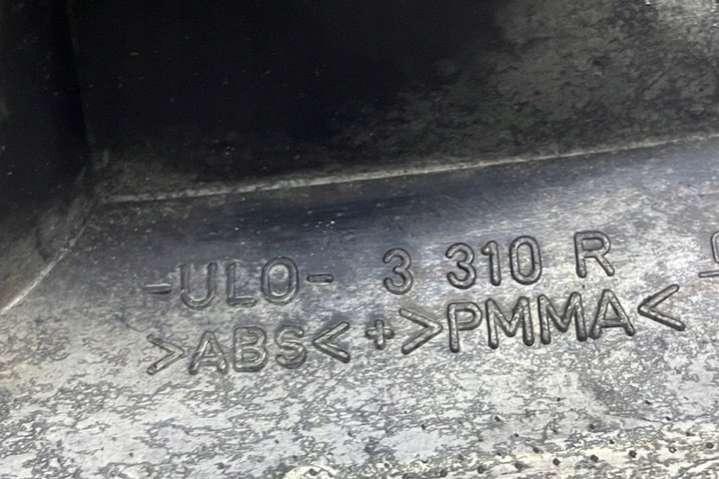 -ULO- 3 310 R
>ABS<+>PMMA<